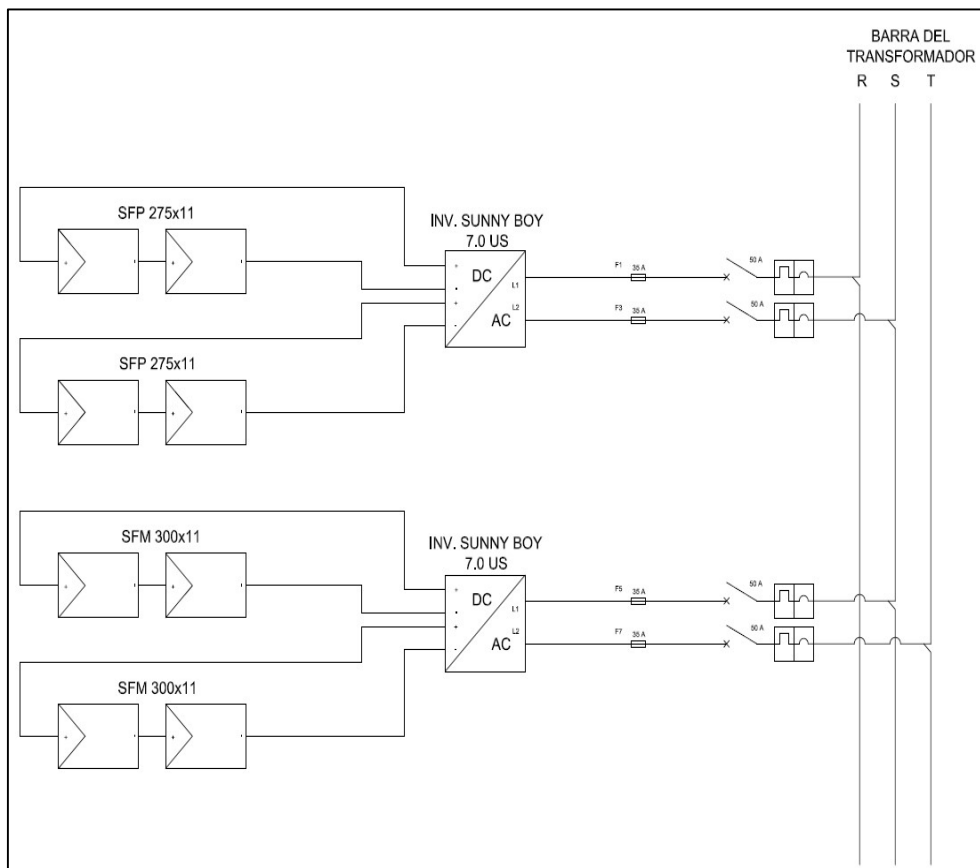 BARRA DEL
TRANSFORMADOR
R S T
SFP 275x11
INV. SUNNY BOY
7.0 US
DC
L1
L2
AC
F1 35 A
50 A
F3 35 A
50 A
SFP 275x11
SFM 300x11
INV. SUNNY BOY
7.0 US
DC
L1
L2
AC
F5 35 A
50 A
F7 35 A
50 A
SFM 300x11